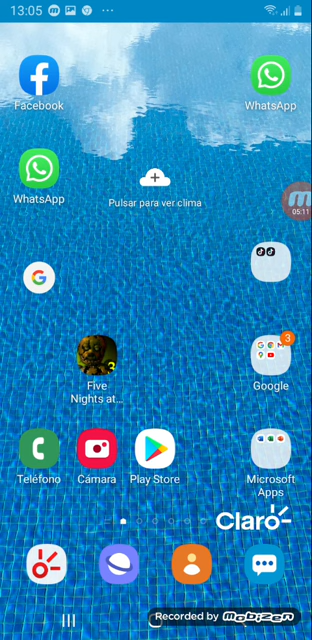 13:05
Facebook
WhatsApp
WhatsApp
Pulsar para ver clima
05:11
3
3
Five
Nights at...
Google
Teléfono
Cámara
Play Store
Microsoft
Apps
Claro
Recorded by mobizen